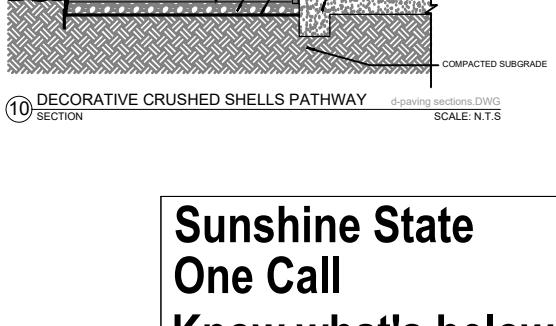 COMPACTED SUBGRADE
10 DECORATIVE CRUSHED SHELLS PATHWAY d-paving sections.DWG
SECTION SCALE: N.T.S
Sunshine State
One Call
Know what's below